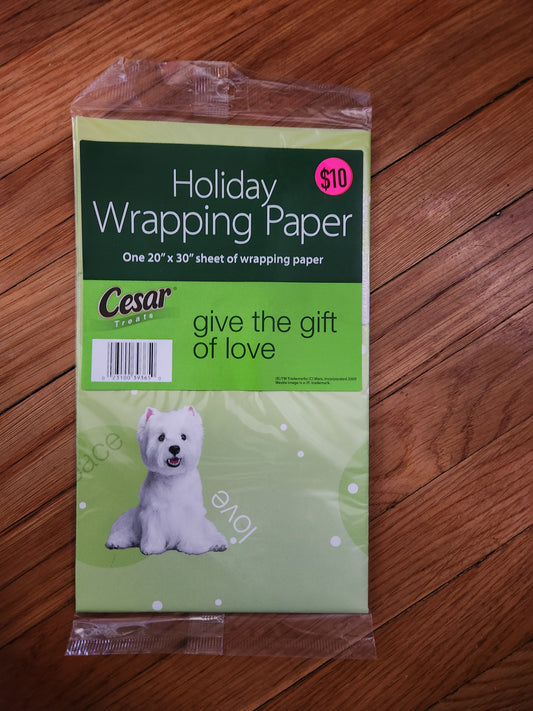 $10
Holiday
Wrapping Paper
One 20" x 30" sheet of wrapping paper
Cesar®
Treats
give the gift
of love
love